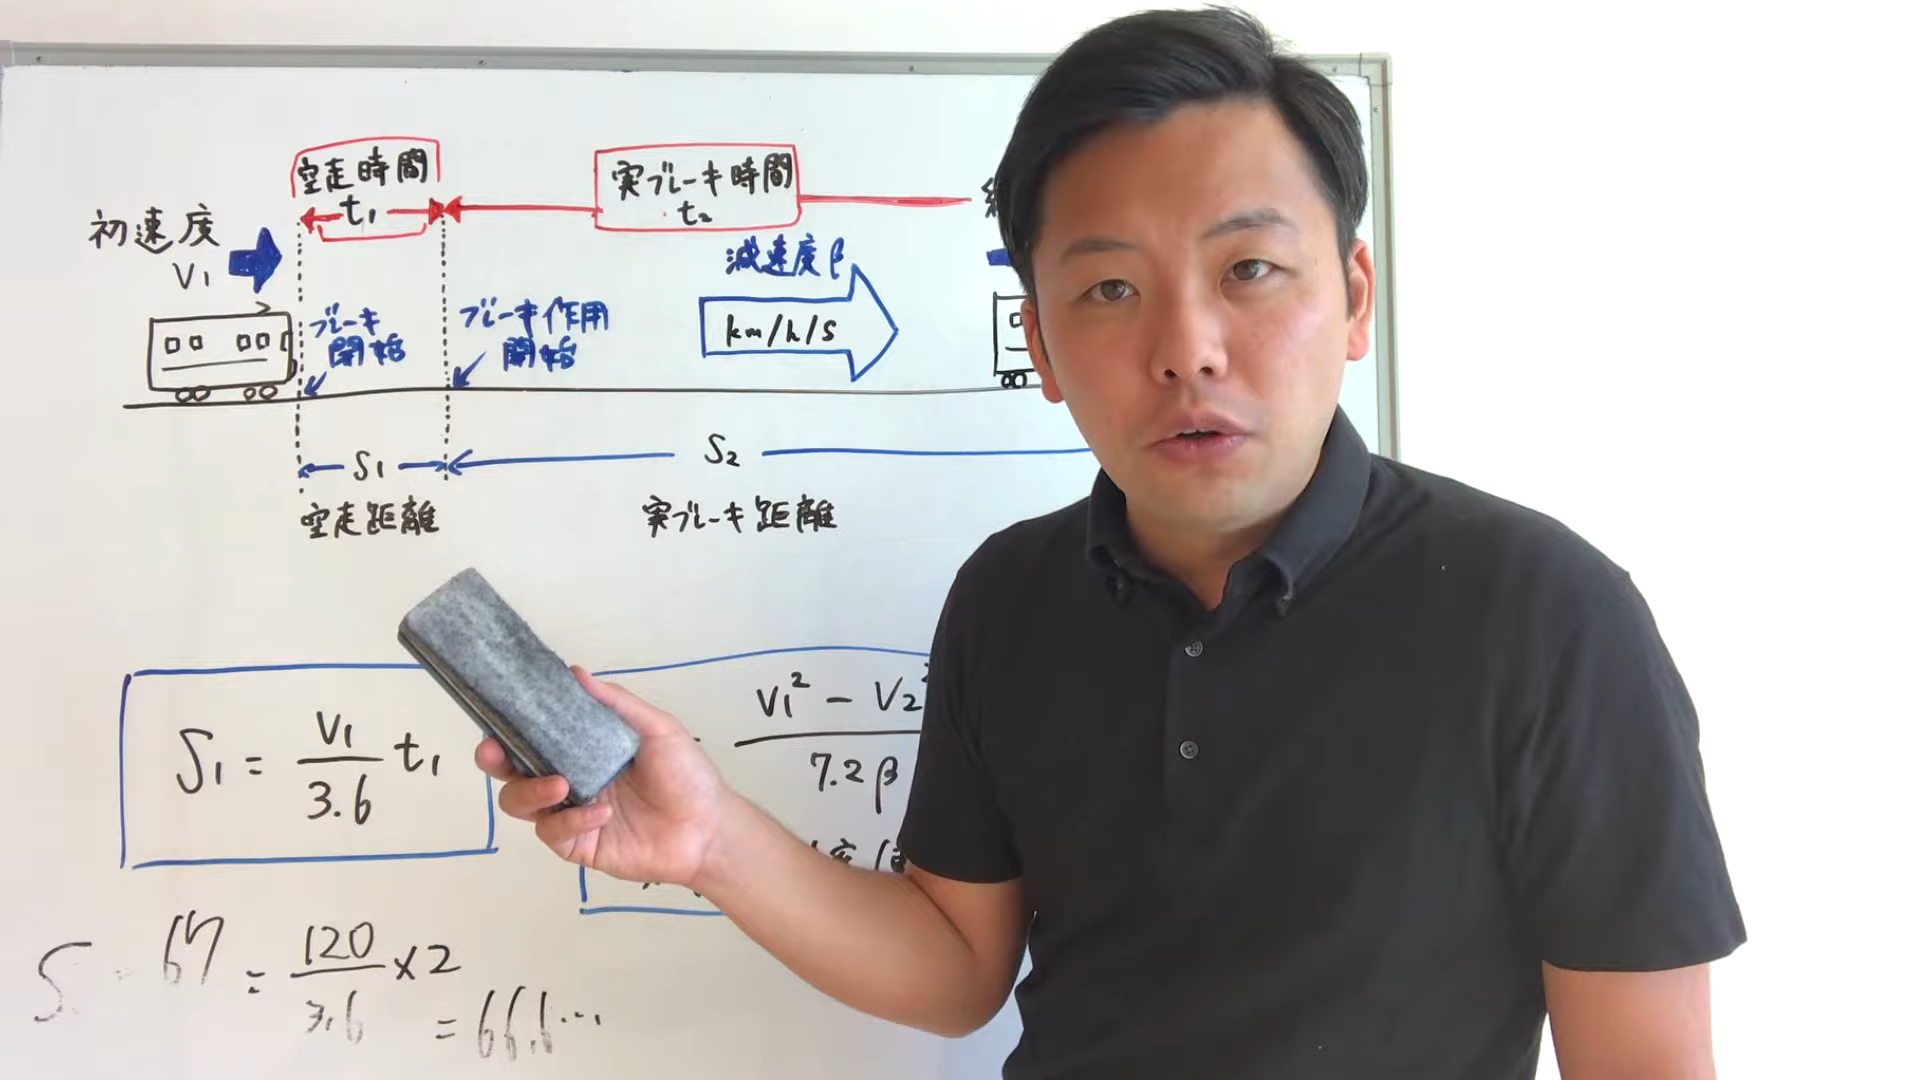 空走時間
t₁
実ブレーキ時間
t₂
初速度
V₁
減速度β
km/h/s
ブレーキ
開始
ブレーキ作用
開始
S₁
S₂
空走距離
実ブレーキ距離
S₁ = V₁/3.6 t₁
V₁² − V₂²
7.2β
= 120/3.6 ×2
= 66.6...
67